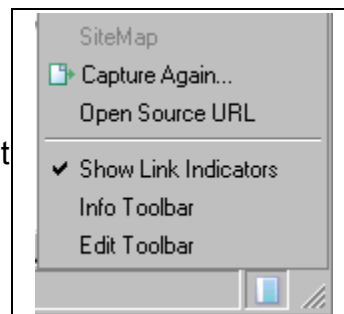 SiteMap
Capture Again...
Open Source URL
t
Show Link Indicators
Info Toolbar
Edit Toolbar